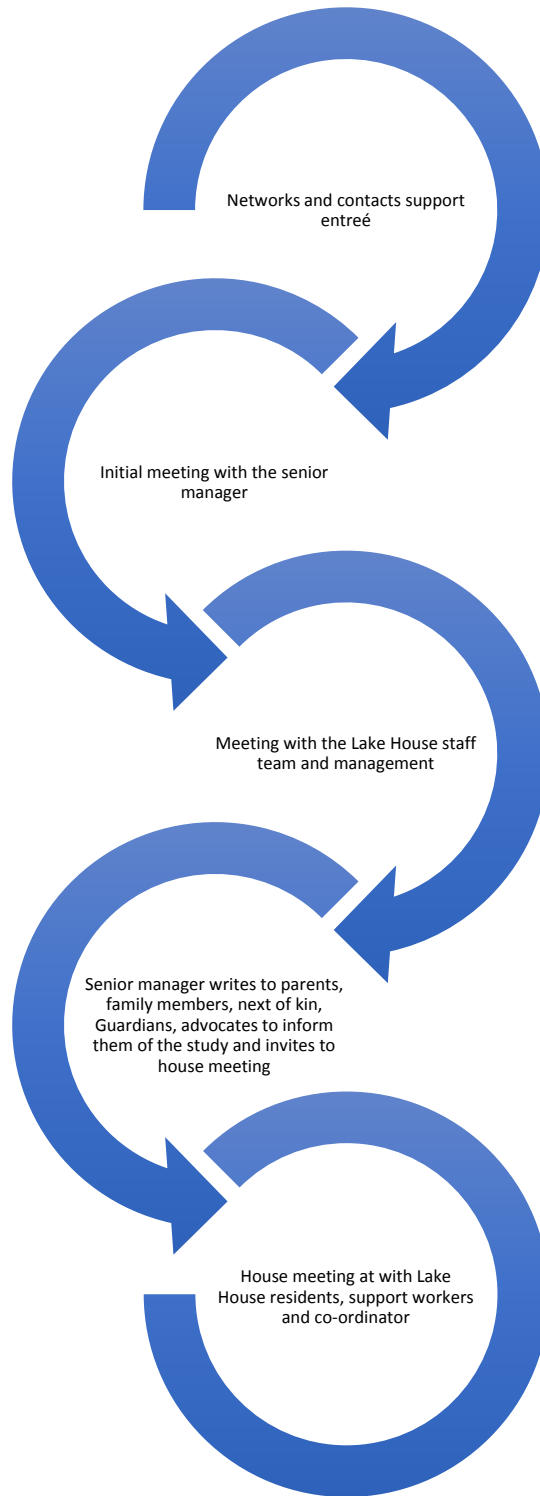 Networks and contacts support
entreé
Initial meeting with the senior
manager
Meeting with the Lake House staff
team and management
Senior manager writes to parents,
family members, next of kin,
Guardians, advocates to inform
them of the study and invites to
house meeting
House meeting at with Lake
House residents, support workers
and co-ordinator